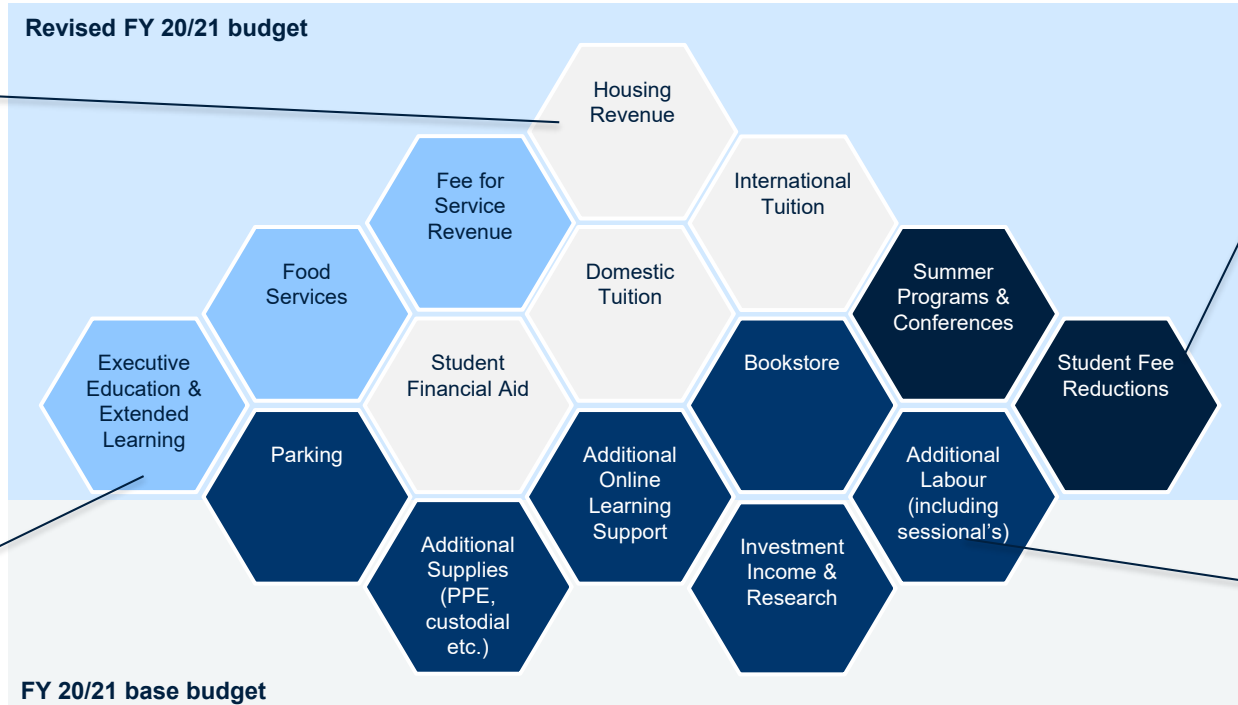 Revised FY 20/21 budget
Housing
Revenue
Fee for
Service
Revenue
International
Tuition
Food
Services
Domestic
Tuition
Summer
Programs &
Conferences
Executive
Education &
Extended
Learning
Student
Financial Aid
Bookstore
Student Fee
Reductions
Parking
Additional
Online
Learning
Support
Additional
Labour
(including
sessional's)
Additional
Supplies
(PPE,
custodial
etc.)
Investment
Income &
Research
FY 20/21 base budget